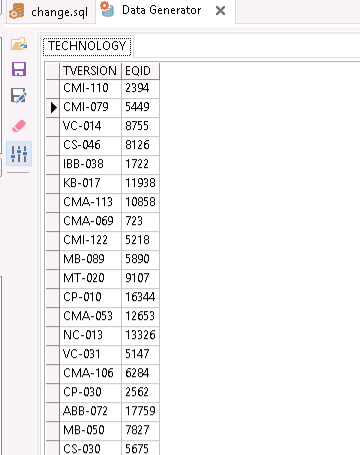 change.sql Data Generator
TECHNOLOGY
TVERSION EQID
CMI-110 2394
CMI-079 5449
VC-014 8755
CS-046 8126
IBB-038 1722
KB-017 11938
CMA-113 10858
CMA-069 723
CMI-122 5218
MB-089 5890
MT-020 9107
CP-010 16344
CMA-053 12653
NC-013 13326
VC-031 5147
CMA-106 6284
CP-030 2562
ABB-072 17759
MB-050 7827
CS-030 5675